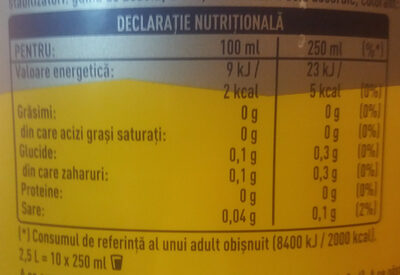 DECLARAȚIE NUTRIȚIONALĂ
PENTRU: 100 ml 250 ml (%*)
Valoare energetică: 9 kJ / 23 kJ /
2 kcal 5 kcal (0%)
Grăsimi: 0 g 0 g (0%)
din care acizi grași saturați: 0 g 0 g (0%)
Glucide: 0,1 g 0,3 g (0%)
din care zaharuri: 0,1 g 0,3 g (0%)
Proteine: 0 g 0 g (0%)
Sare: 0,04 g 0,1 g (2%)
(*) Consumul de referință al unui adult obișnuit (8400 kJ / 2000 kcal).
2,5 L = 10 x 250 ml